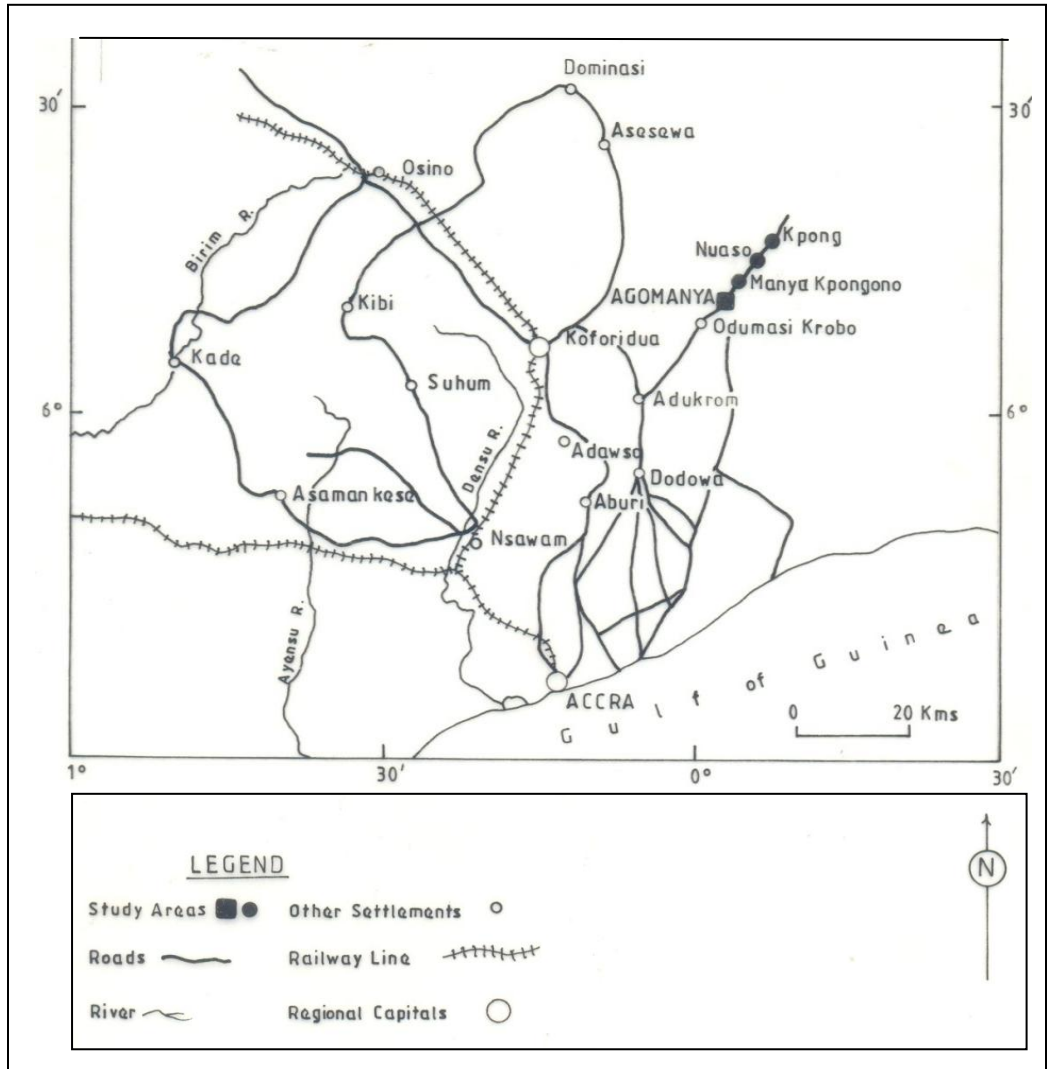 Dominasi
30'
30'
Asesewa
Osino
Birim R.
Kpong
Nuaso
Manya Kpongono
AGOMANYA
Kibi
Odumasi Krobo
Koforidua
Kade
Suhum
Adukrom
6°
6°
Densu R.
Adawso
Dodowa
Asamankese
Aburi
Nsawam
Ayensu R.
Gulf of Guinea
ACCRA
0 20 Kms
1°
30'
0°
30'
LEGEND
N
Study Areas
Other Settlements
Roads
Railway Line
River
Regional Capitals